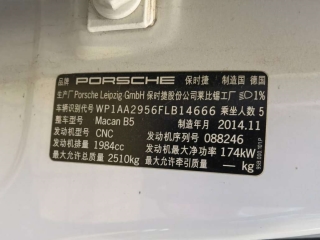 品牌 PORSCHE 保时捷 制造国 德国
生产厂 Porsche Leipzig GmbH 保时捷股份公司莱比锡工厂 1%
车辆识别代号 WP1AA2956FLB14666 乘坐人数 5
整车型号 Macan B5 制造年月 2014.11
发动机型号 CNC 发动机序列号 088246
发动机排量 1984cc 发动机最大净功率 174kW
最大允许总质量 2510kg 最大允许牵引质量 — kg